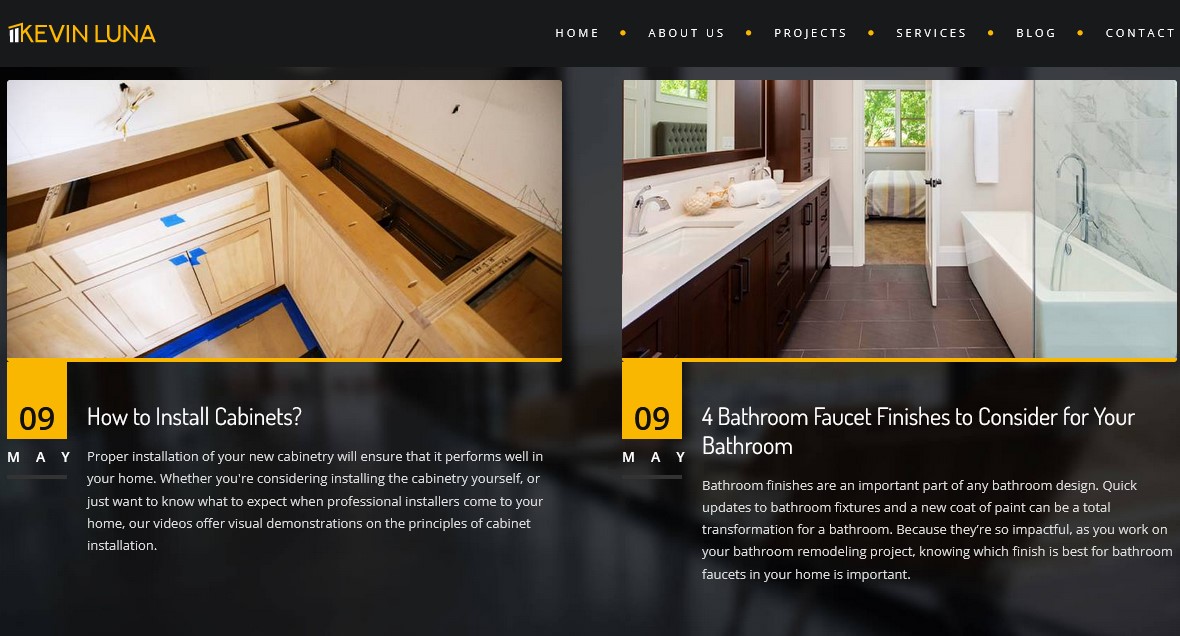 KEVIN LUNA
HOME
ABOUT US
PROJECTS
SERVICES
BLOG
CONTACT
09
MAY
How to Install Cabinets?
Proper installation of your new cabinetry will ensure that it performs well in
your home. Whether you're considering installing the cabinetry yourself, or
just want to know what to expect when professional installers come to your
home, our videos offer visual demonstrations on the principles of cabinet
installation.
09
MAY
4 Bathroom Faucet Finishes to Consider for Your
Bathroom
Bathroom finishes are an important part of any bathroom design. Quick
updates to bathroom fixtures and a new coat of paint can be a total
transformation for a bathroom. Because they’re so impactful, as you work on
your bathroom remodeling project, knowing which finish is best for bathroom
faucets in your home is important.